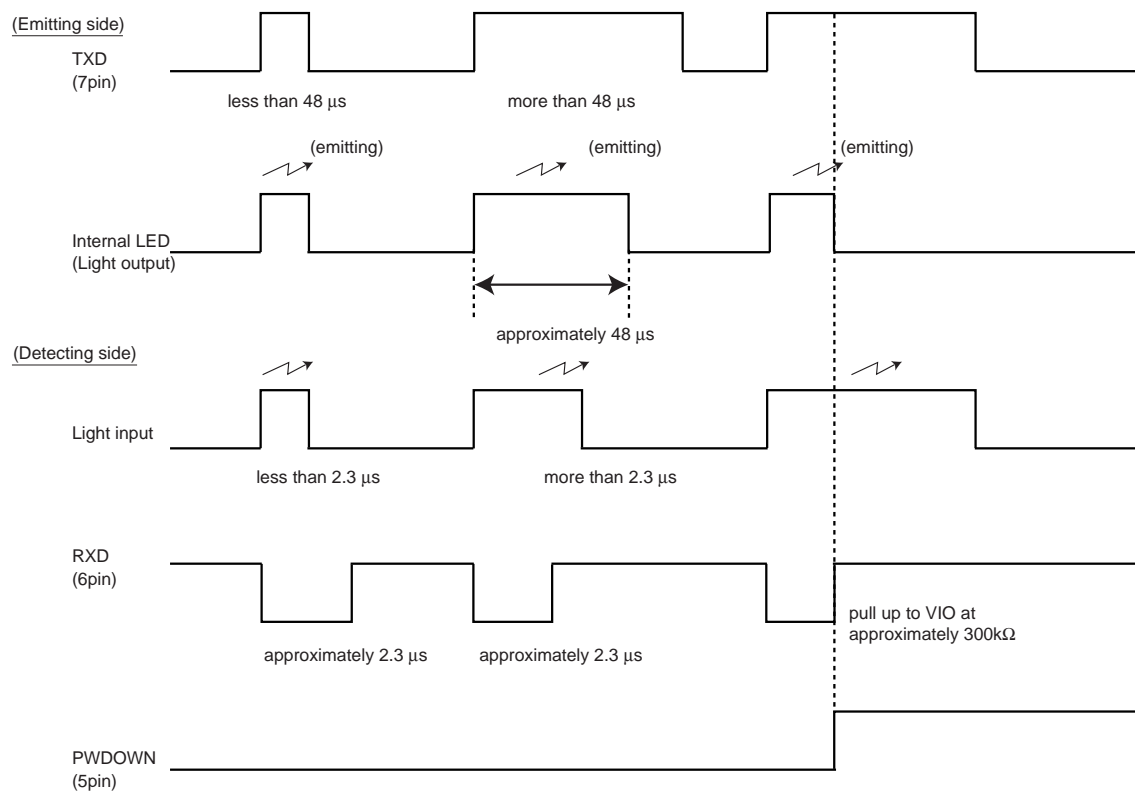 (Emitting side)
TXD
(7pin)
less than 48 μs
more than 48 μs
(emitting)
(emitting)
(emitting)
Internal LED
(Light output)
approximately 48 μs
(Detecting side)
Light input
less than 2.3 μs
more than 2.3 μs
RXD
(6pin)
pull up to VIO at
approximately 300kΩ
approximately 2.3 μs
approximately 2.3 μs
PWDOWN
(5pin)